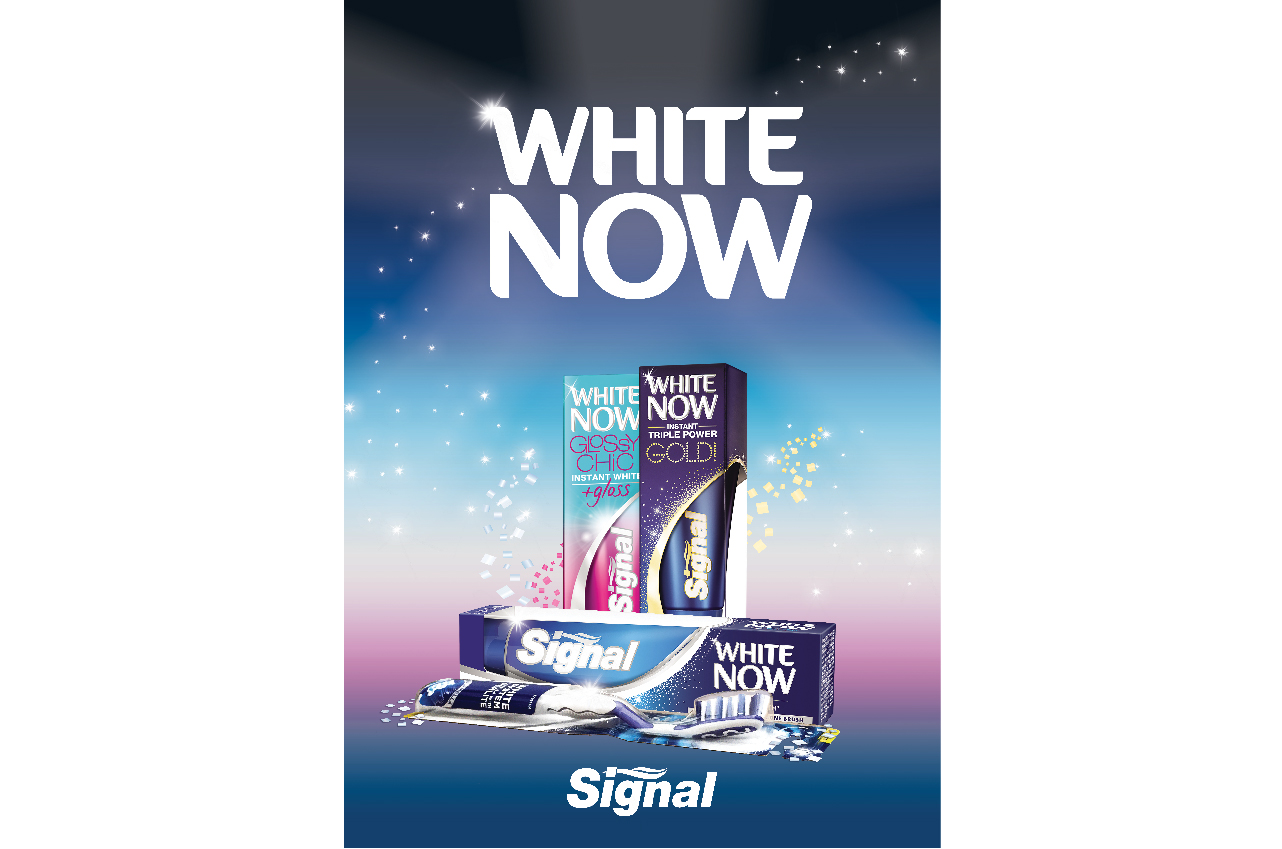 WHITE
NOW
WHITE
NOW
GLOSSY
CHIC
INSTANT WHITE
+gloss
Signal
WHITE
NOW
INSTANT
TRIPLE POWER
GOLD!
Signal
Signal
WHITE
NOW
Signal